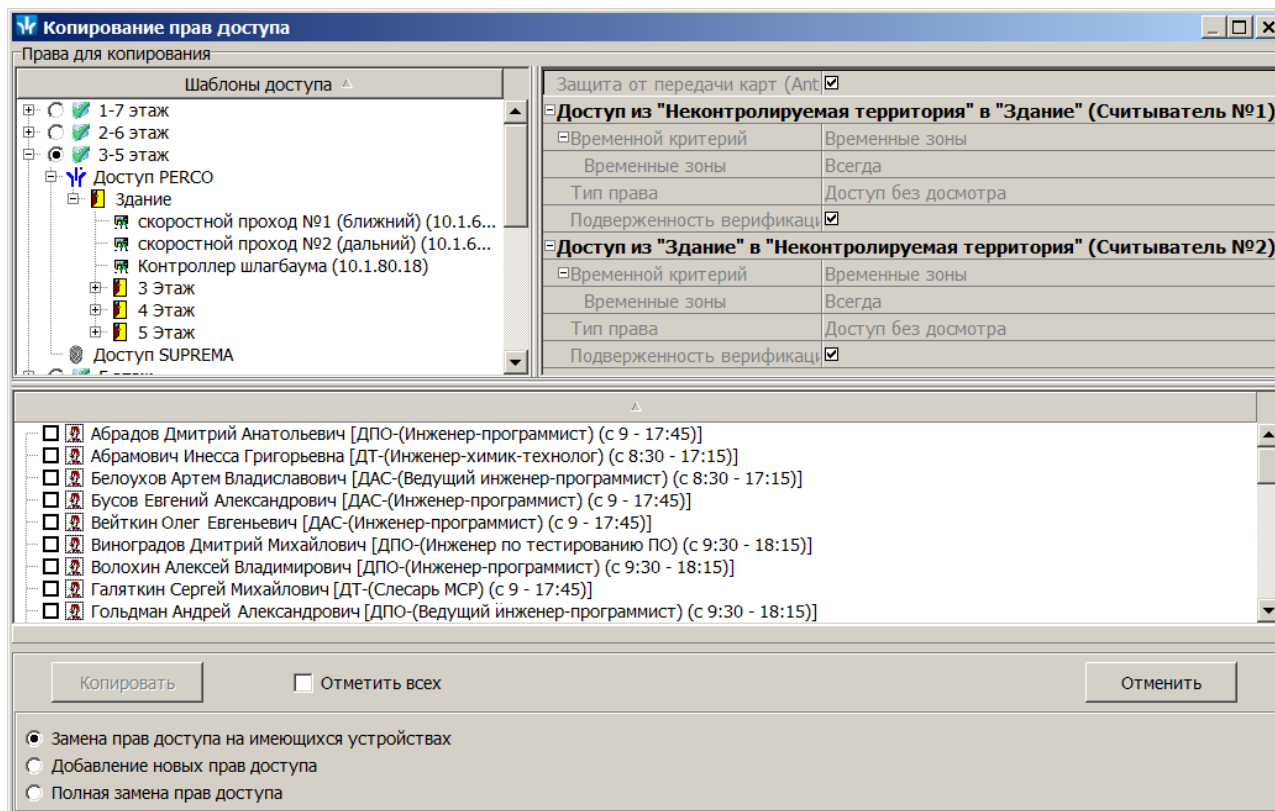 Копирование прав доступа
Права для копирования
Шаблоны доступа
1-7 этаж
2-6 этаж
3-5 этаж
Доступ PERCO
Здание
скоростной проход №1 (ближний) (10.1.6...
скоростной проход №2 (дальний) (10.1.6...
Контроллер шлагбаума (10.1.80.18)
3 Этаж
4 Этаж
5 Этаж
Доступ SUPREMA
Защита от передачи карт (Ant
Доступ из "Неконтролируемая территория" в "Здание" (Считыватель №1)
Временной критерий Временные зоны
Временные зоны Всегда
Тип права Доступ без досмотра
Подверженность верификаци
Доступ из "Здание" в "Неконтролируемая территория" (Считыватель №2)
Временной критерий Временные зоны
Временные зоны Всегда
Тип права Доступ без досмотра
Подверженность верификаци
Абрадов Дмитрий Анатольевич [ДПО-(Инженер-программист) (с 9 - 17:45)]
Абрамович Инесса Григорьевна [ДТ-(Инженер-химик-технолог) (с 8:30 - 17:15)]
Белоухов Артем Владиславович [ДАС-(Ведущий инженер-программист) (с 8:30 - 17:15)]
Бусов Евгений Александрович [ДАС-(Инженер-программист) (с 9 - 17:45)]
Вейткин Олег Евгеньевич [ДАС-(Инженер-программист) (с 9 - 17:45)]
Виноградов Дмитрий Михайлович [ДПО-(Инженер по тестированию ПО) (с 9:30 - 18:15)]
Волохин Алексей Владимирович [ДПО-(Инженер-программист) (с 9:30 - 18:15)]
Галяткин Сергей Михайлович [ДТ-(Слесарь МСР) (с 9 - 17:45)]
Гольдман Андрей Александрович [ДПО-(Ведущий инженер-программист) (с 9:30 - 18:15)]
Копировать
Отметить всех
Отменить
Замена прав доступа на имеющихся устройствах
Добавление новых прав доступа
Полная замена прав доступа